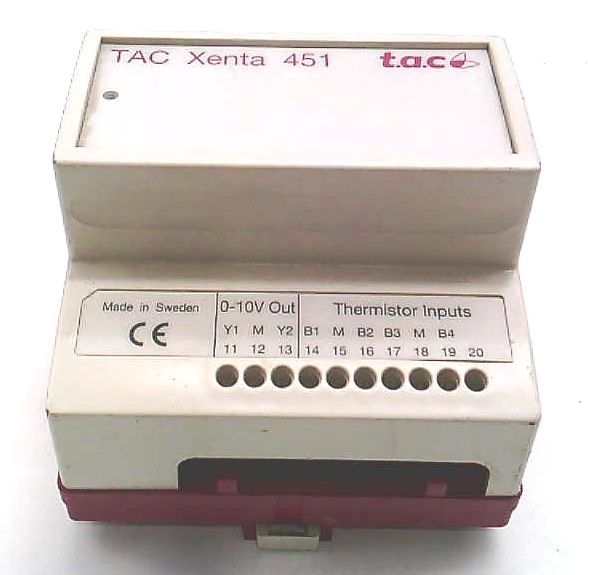 TAC Xenta 451
t.a.c
Made in Sweden
CE
0-10V Out
Y1 M Y2
11 12 13
Thermistor Inputs
B1 M B2 B3 M B4
14 15 16 17 18 19 20